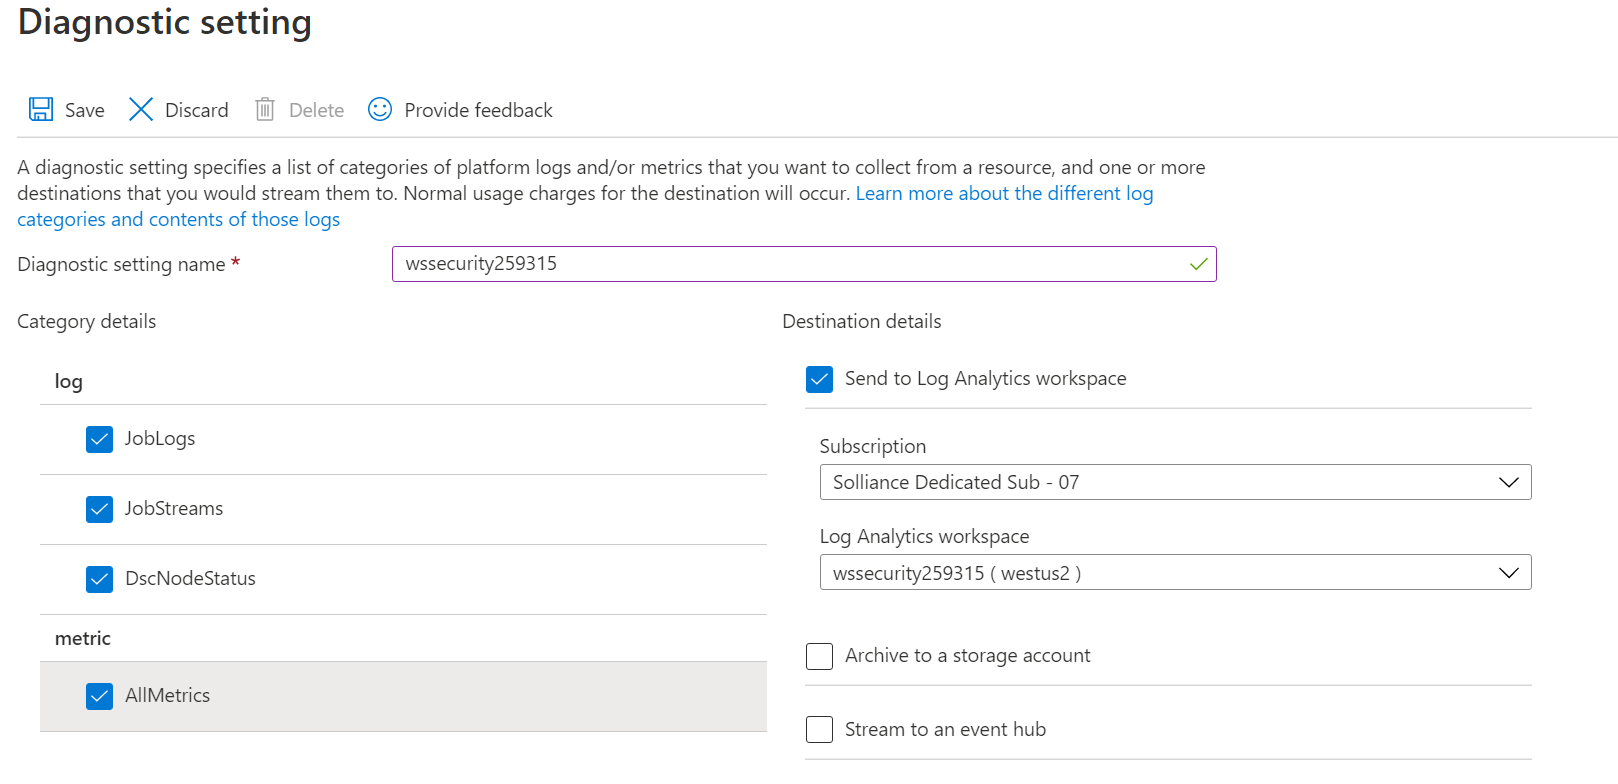 Diagnostic setting
Save Discard Delete Provide feedback
A diagnostic setting specifies a list of categories of platform logs and/or metrics that you want to collect from a resource, and one or more
destinations that you would stream them to. Normal usage charges for the destination will occur. Learn more about the different log
categories and contents of those logs
Diagnostic setting name * wssecurity259315
Category details
log
JobLogs
JobStreams
DscNodeStatus
metric
AllMetrics
Destination details
Send to Log Analytics workspace
Subscription
Solliance Dedicated Sub - 07
Log Analytics workspace
wssecurity259315 ( westus2 )
Archive to a storage account
Stream to an event hub